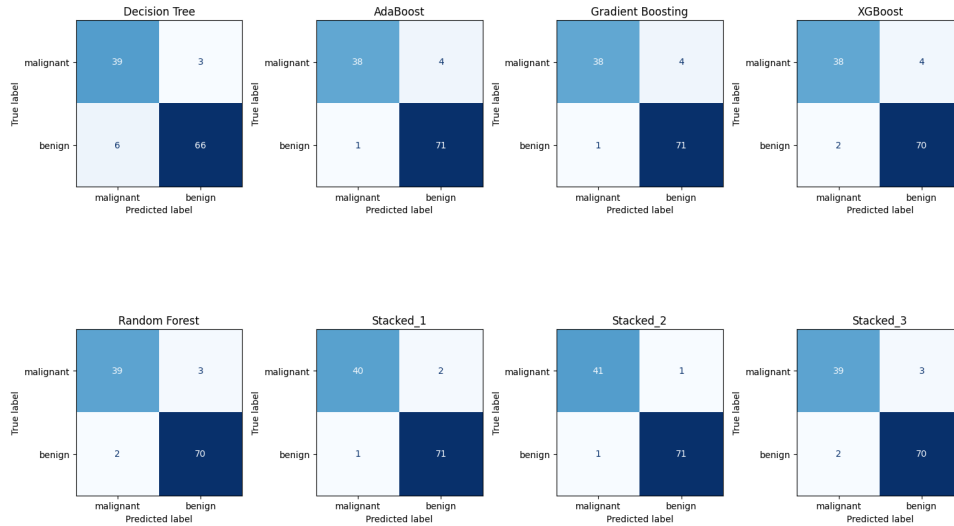 Decision Tree
AdaBoost
Gradient Boosting
XGBoost
True label
malignant
benign
39 3
6 66
malignant benign
Predicted label
True label
malignant
benign
38 4
1 71
malignant benign
Predicted label
True label
malignant
benign
38 4
1 71
malignant benign
Predicted label
True label
malignant
benign
38 4
2 70
malignant benign
Predicted label
Random Forest
Stacked_1
Stacked_2
Stacked_3
True label
malignant
benign
39 3
2 70
malignant benign
Predicted label
True label
malignant
benign
40 2
1 71
malignant benign
Predicted label
True label
malignant
benign
41 1
1 71
malignant benign
Predicted label
True label
malignant
benign
39 3
2 70
malignant benign
Predicted label